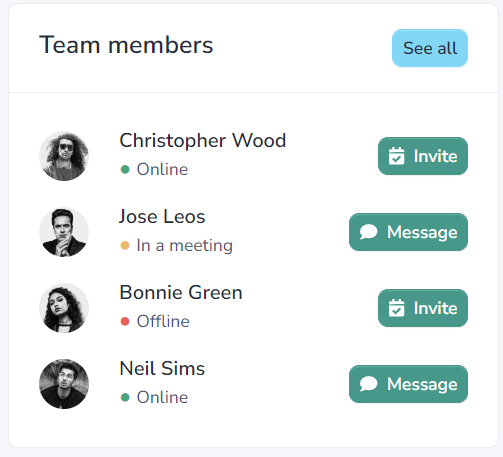 Team members
See all
Christopher Wood
Online
Invite
Jose Leos
In a meeting
Message
Bonnie Green
Offline
Invite
Neil Sims
Online
Message